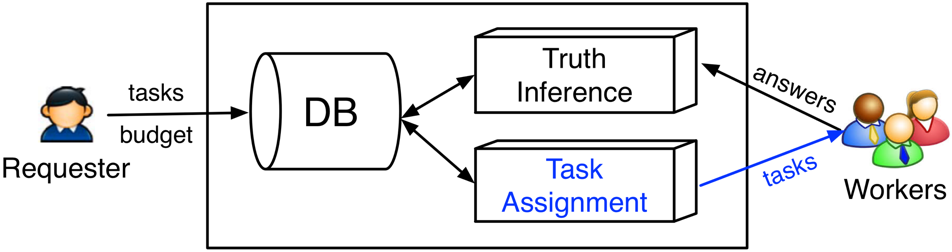 tasks
budget
Requester
DB
Truth
Inference
Task
Assignment
answers
tasks
Workers